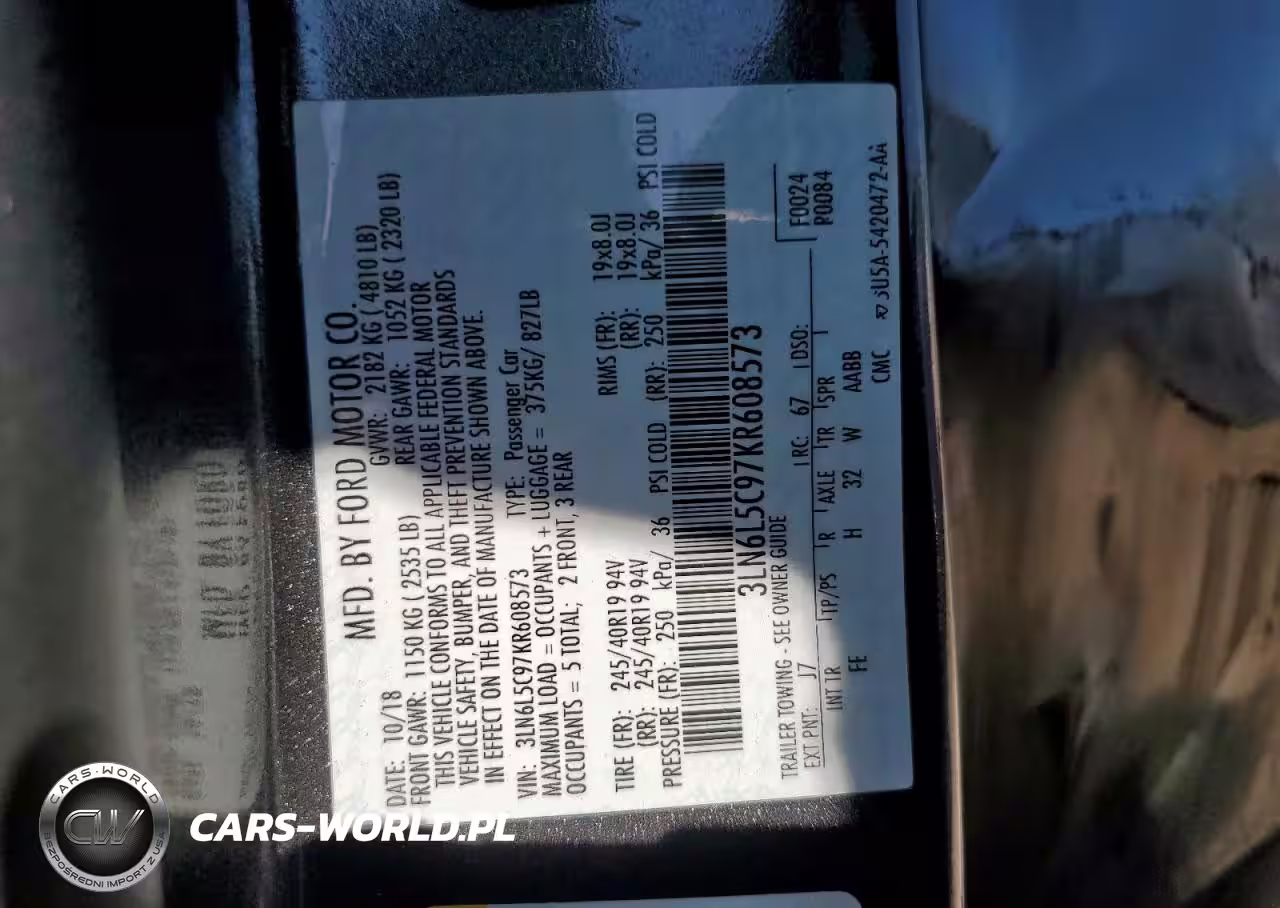 MFD. BY FORD MOTOR CO.
DATE: 10/18 GVWR: 2182 KG ( 4810 LB)
FRONT GAWR: 1150 KG ( 2535 LB) REAR GAWR: 1052 KG ( 2320 LB)
THIS VEHICLE CONFORMS TO ALL APPLICABLE FEDERAL MOTOR
VEHICLE SAFETY, BUMPER, AND THEFT PREVENTION STANDARDS
IN EFFECT ON THE DATE OF MANUFACTURE SHOWN ABOVE.
VIN: 3LN6L5C97KR608573 TYPE: Passenger Car
MAXIMUM LOAD = OCCUPANTS + LUGGAGE = 375KG/ 827LB
OCCUPANTS = 5 TOTAL; 2 FRONT, 3 REAR
TIRE (FR): 245/40R19 94V RIMS (FR): 19x8.0J
(RR): 245/40R19 94V (RR): 19x8.0J
PRESSURE (FR): 250 kPa/ 36 PSI COLD (RR): 250 kPa/ 36 PSI COLD
3LN6L5C97KR608573
TRAILER TOWING - SEE OWNER GUIDE
F0024
P0084
EXT PNT: J7 RC: 67 DSO:
INT TR TP/PS R AXLE TR SPR
FE H 32 W AABB
CMC 5U5A-5420472-AA
CARS-WORLD
CW
BEZPOŚREDNI IMPORT Z USA
CARS-WORLD.PL